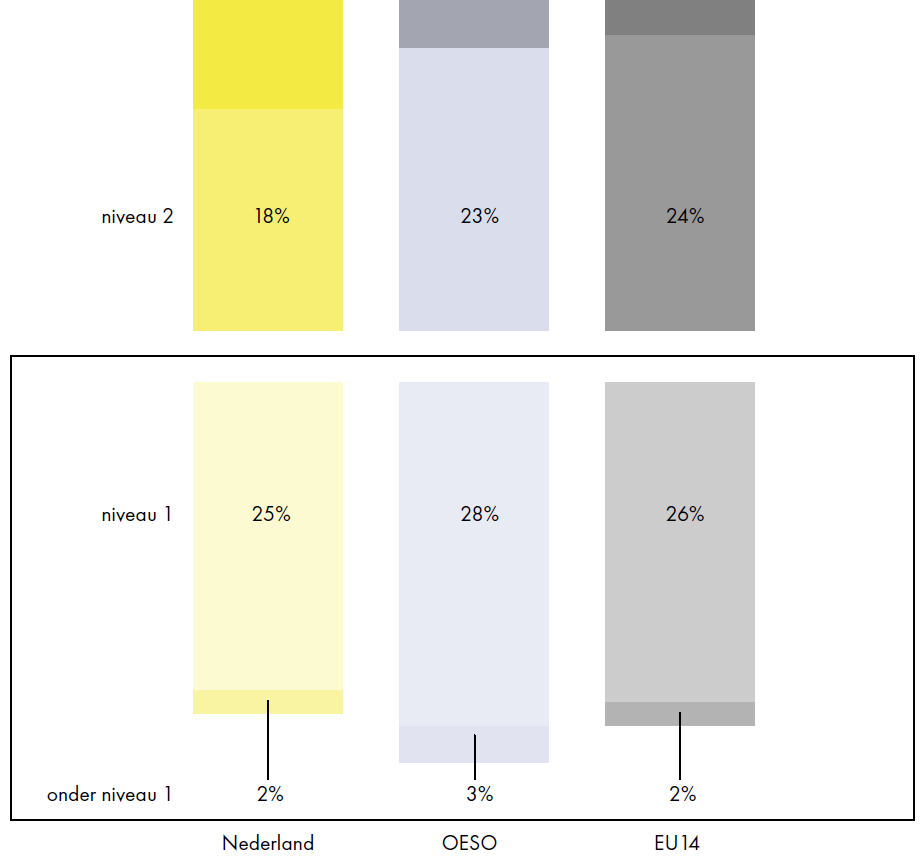 niveau 2 18% 23% 24%
niveau 1 25% 28% 26%
onder niveau 1 2% 3% 2%
Nederland OESO EU14